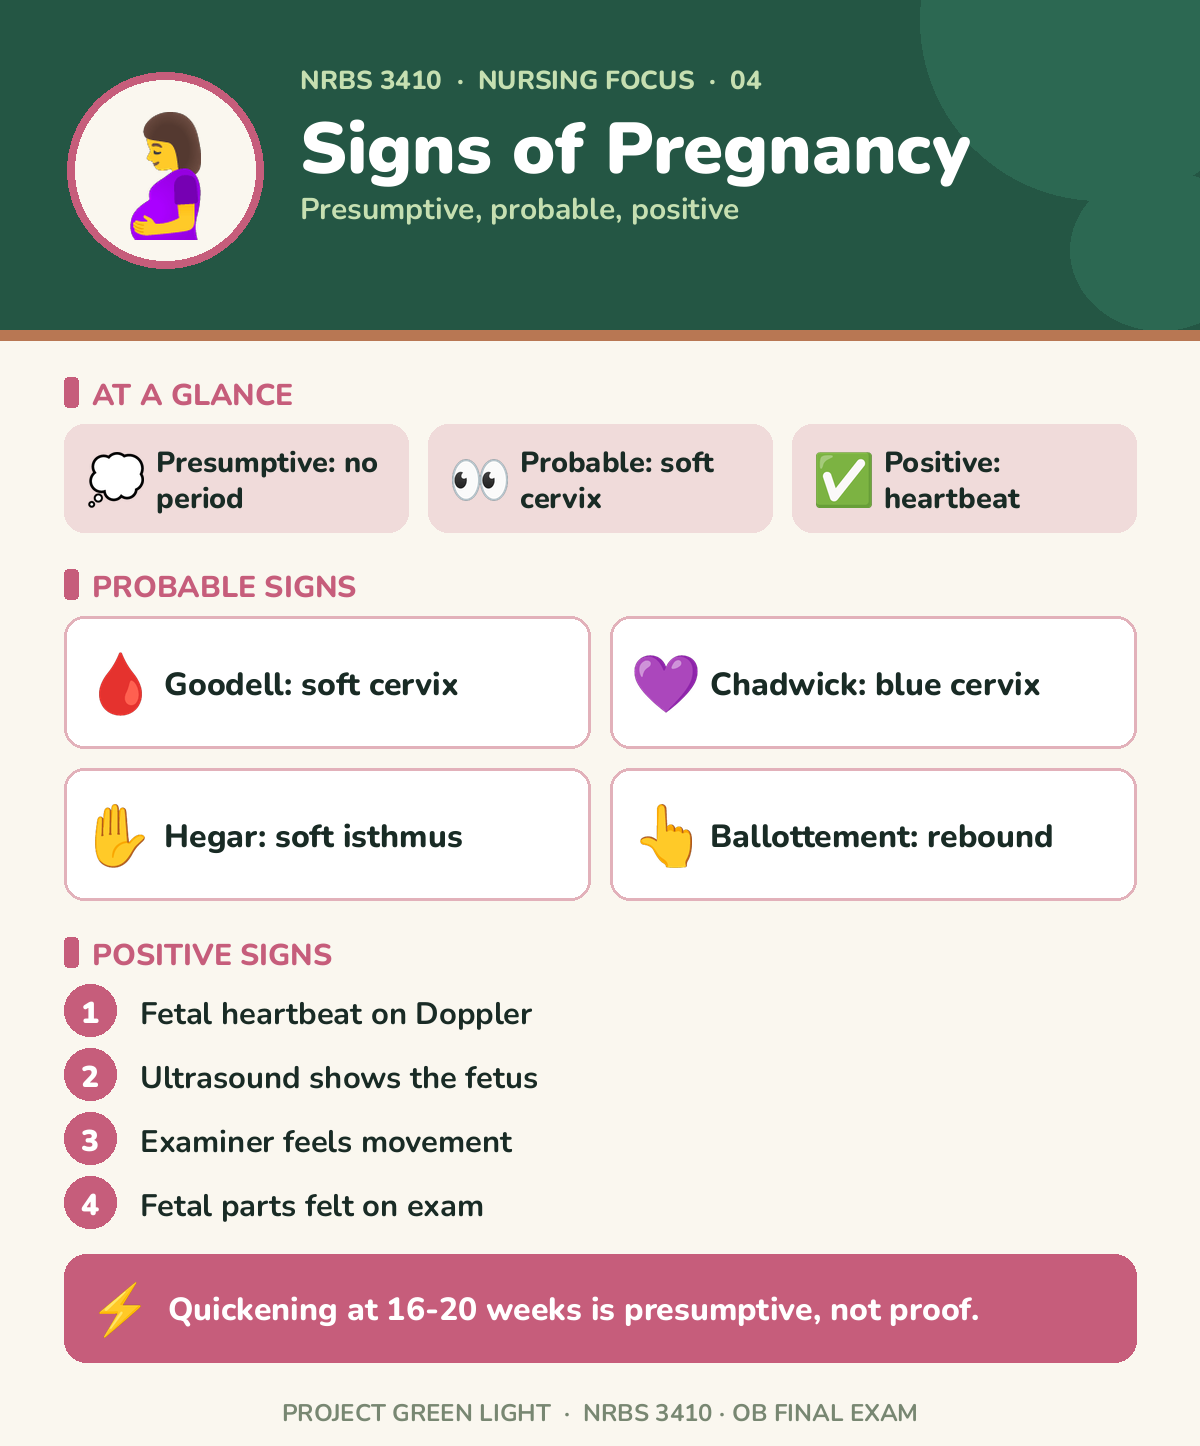 NRBS 3410 · NURSING FOCUS · 04
Signs of Pregnancy
Presumptive, probable, positive
AT A GLANCE
Presumptive: no
period
Probable: soft
cervix
Positive:
heartbeat
PROBABLE SIGNS
Goodell: soft cervix
Chadwick: blue cervix
Hegar: soft isthmus
Ballottement: rebound
POSITIVE SIGNS
1 Fetal heartbeat on Doppler
2 Ultrasound shows the fetus
3 Examiner feels movement
4 Fetal parts felt on exam
Quickening at 16-20 weeks is presumptive, not proof.
PROJECT GREEN LIGHT · NRBS 3410 · OB FINAL EXAM